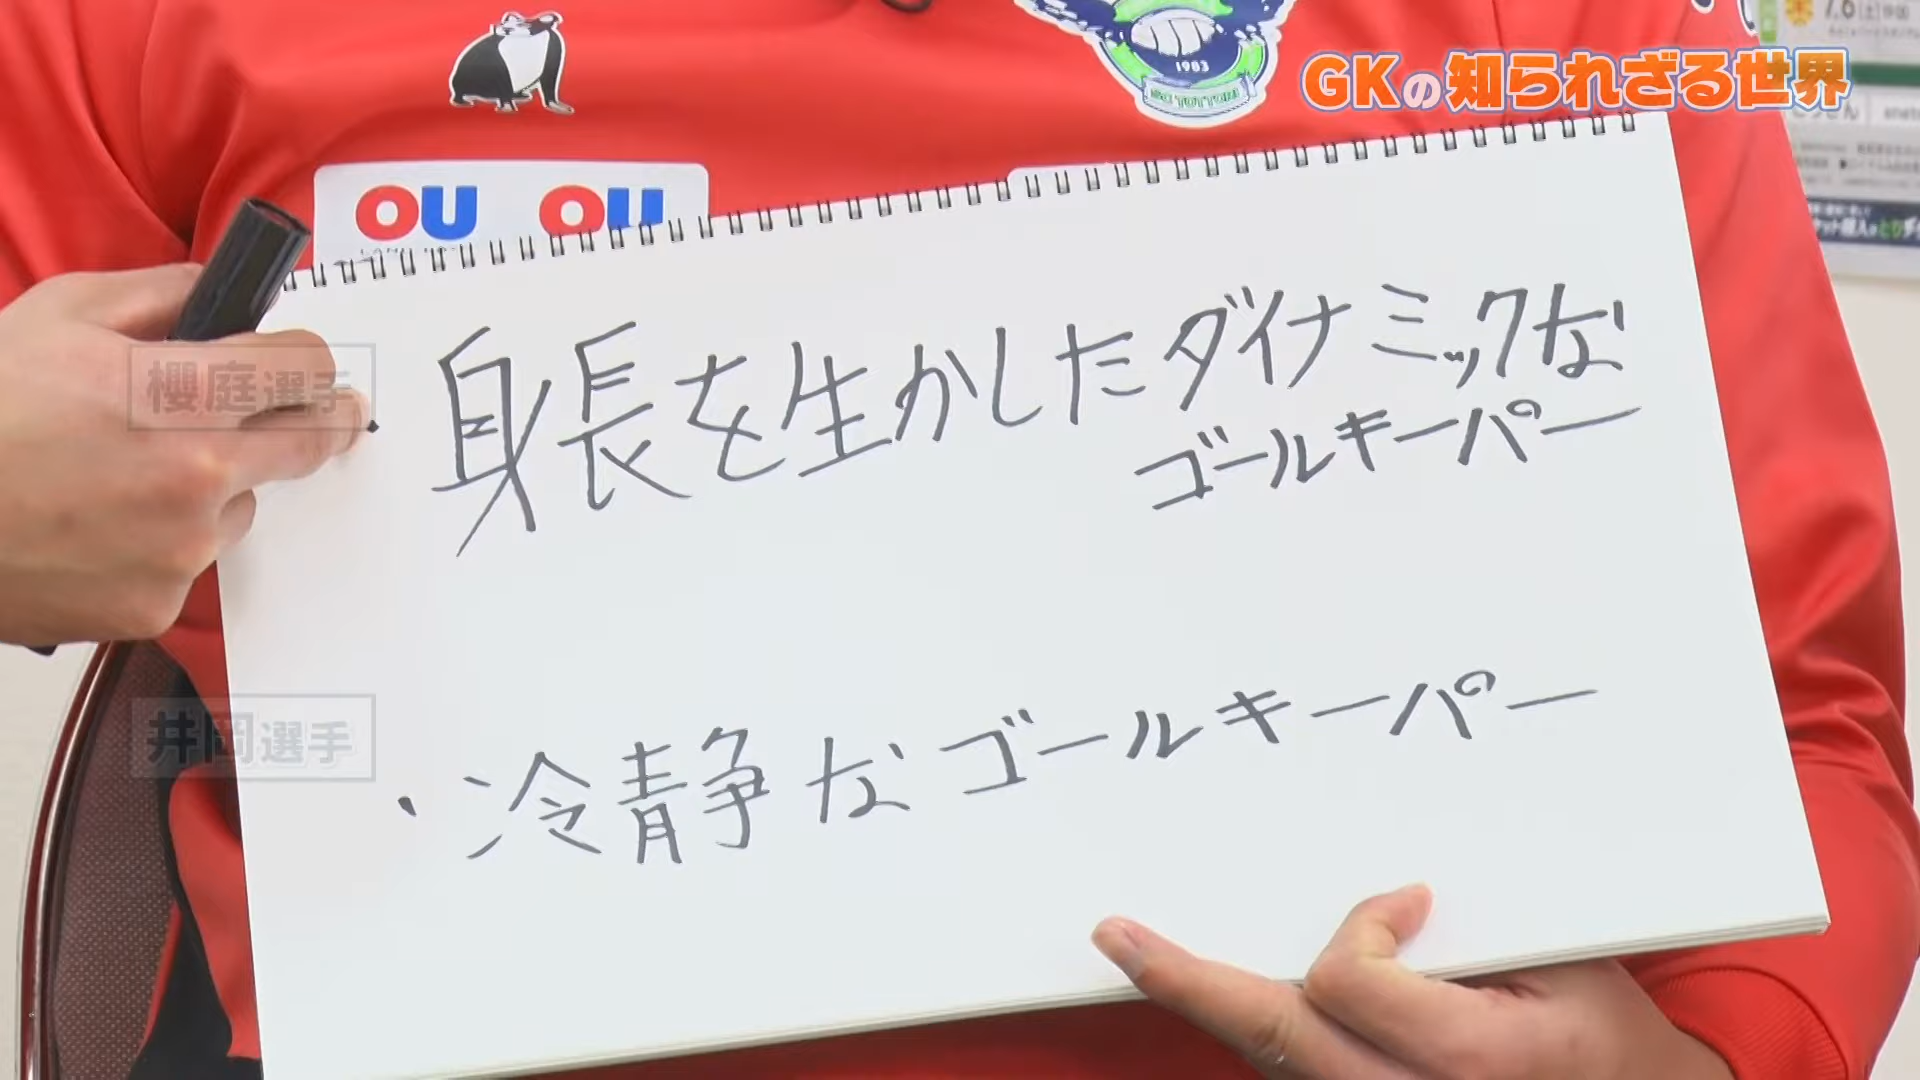 1983
GKの知られざる世界
OU OU
櫻庭選手
・身長を生かしたダイナミックな
ゴールキーパー
井岡選手
・冷静なゴールキーパー